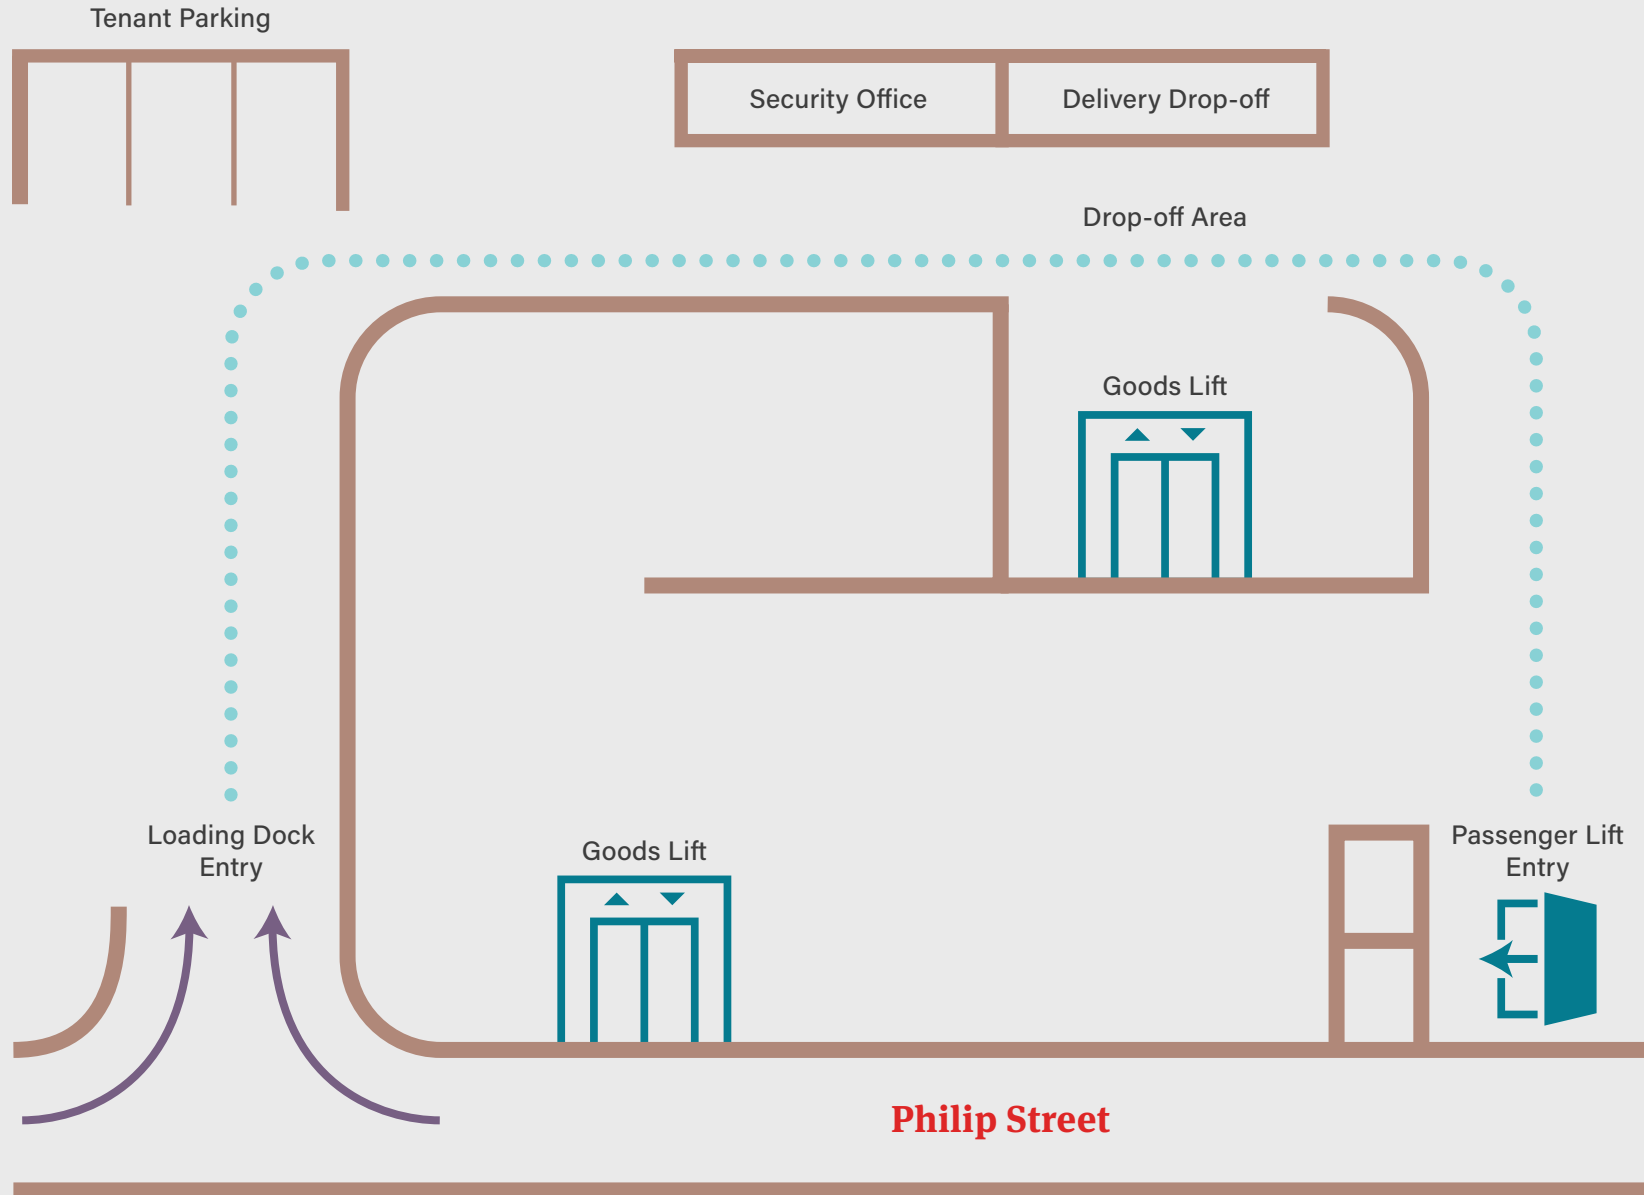 Tenant Parking
Security Office
Delivery Drop-off
Drop-off Area
Goods Lift
Loading Dock
Entry
Goods Lift
Passenger Lift
Entry
Philip Street